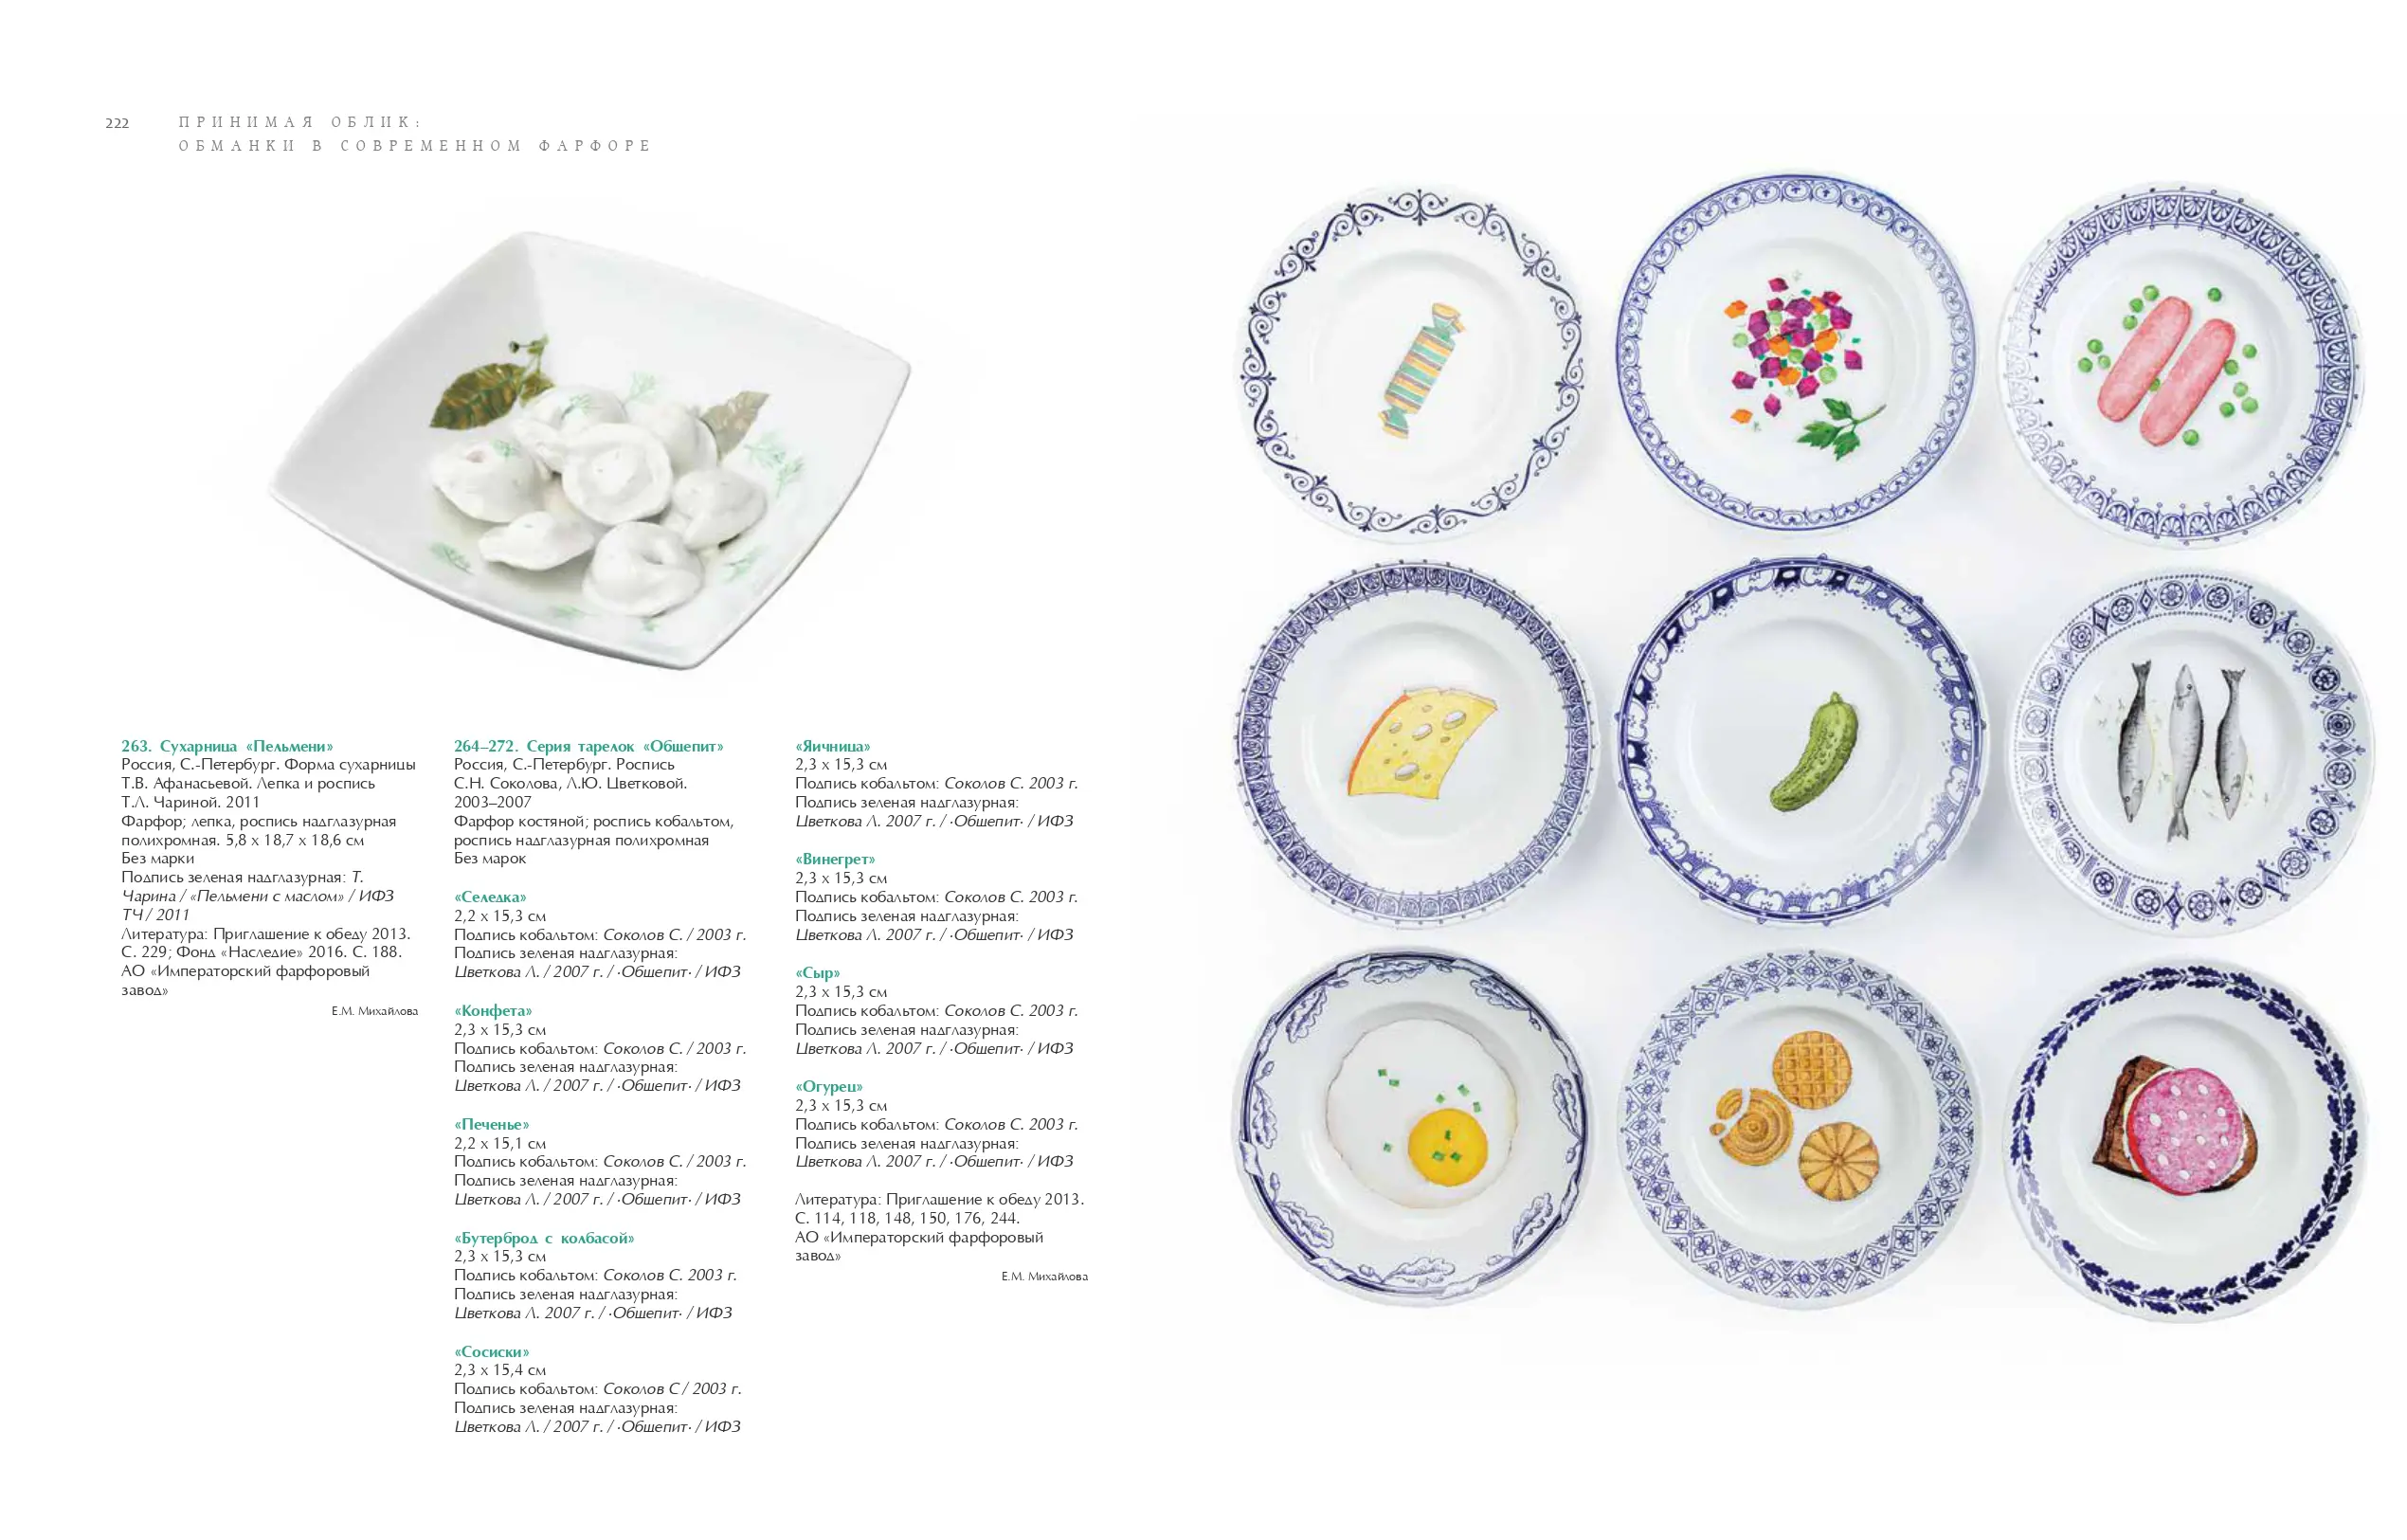 222
ПРИНИМАЯ ОБЛИК:
ОБМАНКИ В СОВРЕМЕННОМ ФАРФОРЕ
263. Сухарница «Пельмени»
Россия, С.-Петербург. Форма сухарницы
Т.В. Афанасьевой. Лепка и роспись
Т.Л. Чариной. 2011
Фарфор; лепка, роспись надглазурная
полихромная. 5,8 х 18,7 х 18,6 см
Без марки
Подпись зеленая надглазурная: Т.
Чарина / «Пельмени с маслом» / ИФЗ
ТЧ / 2011
Литература: Приглашение к обеду 2013.
С. 229; Фонд «Наследие» 2016. С. 188.
АО «Императорский фарфоровый
завод»
Е.М. Михайлова
264–272. Серия тарелок «Общепит»
Россия, С.-Петербург. Роспись
С.Н. Соколова, Л.Ю. Цветковой.
2003–2007
Фарфор костяной; роспись кобальтом,
роспись надглазурная полихромная
Без марок
«Селедка»
2,2 х 15,3 см
Подпись кобальтом: Соколов С. / 2003 г.
Подпись зеленая надглазурная:
Цветкова Л. / 2007 г. / ·Общепит· / ИФЗ
«Конфета»
2,3 х 15,3 см
Подпись кобальтом: Соколов С. / 2003 г.
Подпись зеленая надглазурная:
Цветкова Л. / 2007 г. / ·Общепит· / ИФЗ
«Печенье»
2,2 х 15,1 см
Подпись кобальтом: Соколов С. / 2003 г.
Подпись зеленая надглазурная:
Цветкова Л. / 2007 г. / ·Общепит· / ИФЗ
«Бутерброд с колбасой»
2,3 х 15,3 см
Подпись кобальтом: Соколов С. 2003 г.
Подпись зеленая надглазурная:
Цветкова Л. 2007 г. / ·Общепит· / ИФЗ
«Сосиски»
2,3 х 15,4 см
Подпись кобальтом: Соколов С / 2003 г.
Подпись зеленая надглазурная:
Цветкова Л. / 2007 г. / ·Общепит· / ИФЗ
«Яичница»
2,3 х 15,3 см
Подпись кобальтом: Соколов С. 2003 г.
Подпись зеленая надглазурная:
Цветкова Л. 2007 г. / ·Общепит· / ИФЗ
«Винегрет»
2,3 х 15,3 см
Подпись кобальтом: Соколов С. 2003 г.
Подпись зеленая надглазурная:
Цветкова Л. 2007 г. / ·Общепит· / ИФЗ
«Сыр»
2,3 х 15,3 см
Подпись кобальтом: Соколов С. 2003 г.
Подпись зеленая надглазурная:
Цветкова Л. 2007 г. / ·Общепит· / ИФЗ
«Огурец»
2,3 х 15,3 см
Подпись кобальтом: Соколов С. 2003 г.
Подпись зеленая надглазурная:
Цветкова Л. 2007 г. / ·Общепит· / ИФЗ
Литература: Приглашение к обеду 2013.
С. 114, 118, 148, 150, 176, 244.
АО «Императорский фарфоровый
завод»
Е.М. Михайлова